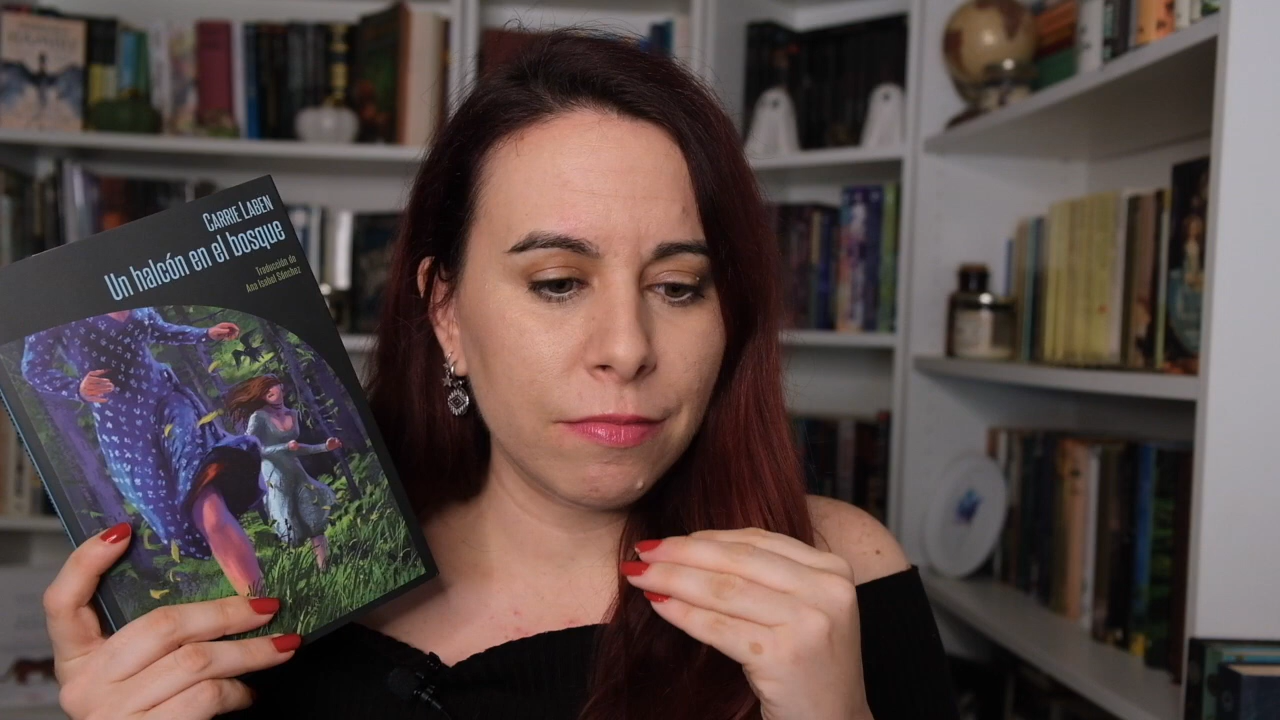 CARRIE LABEN
Un halcón en el bosque
Traducción de
Ana Isabel Sánchez